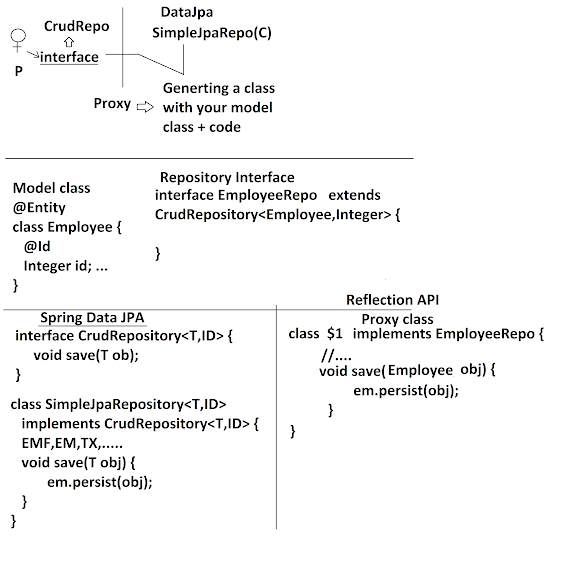 CrudRepo
interface
P
DataJpa
SimpleJpaRepo(C)
Proxy
Generting a class
with your model
class + code
Model class
@Entity
class Employee {
@Id
Integer id; ...
}
Repository Interface
interface EmployeeRepo extends
CrudRepository<Employee,Integer> {
}
Spring Data JPA
interface CrudRepository<T,ID> {
void save(T ob);
}
class SimpleJpaRepository<T,ID>
implements CrudRepository<T,ID> {
EMF,EM,TX,.....
void save(T obj) {
em.persist(obj);
}
}
Reflection API
Proxy class
class $1 implements EmployeeRepo {
//....
void save(Employee obj) {
em.persist(obj);
}
}